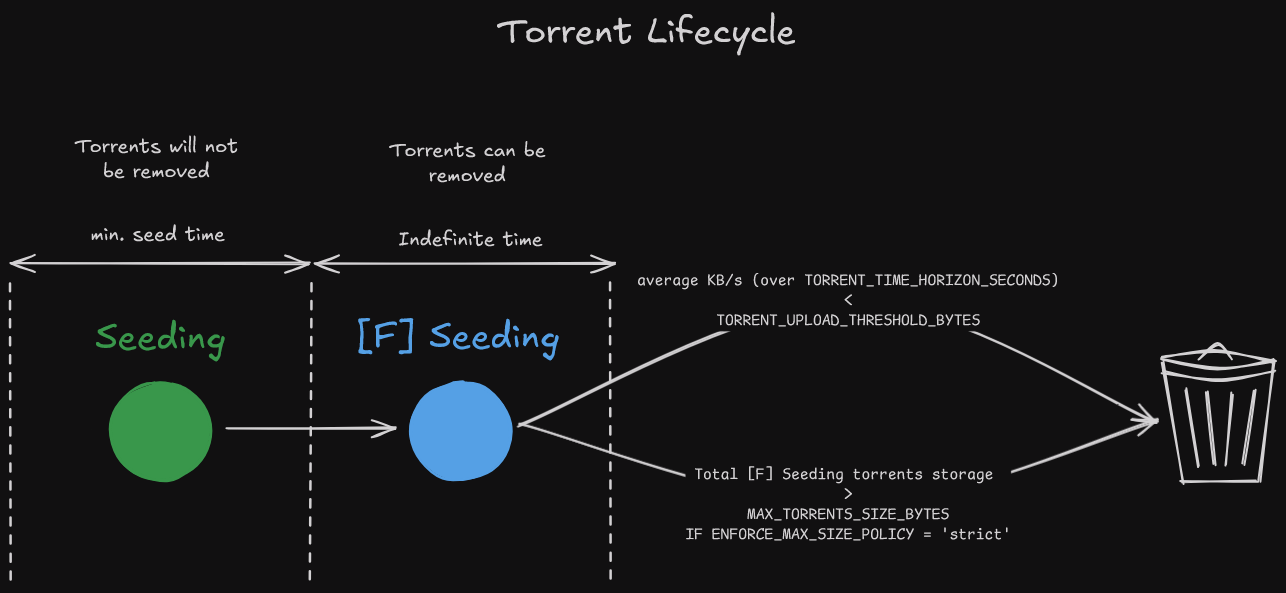 Torrent Lifecycle
Torrents will not
be removed
Torrents can be
removed
min. seed time
Indefinite time
Seeding
[F] Seeding
average KB/s (over TORRENT_TIME_HORIZON_SECONDS)
<
TORRENT_UPLOAD_THRESHOLD_BYTES
Total [F] Seeding torrents storage
>
MAX_TORRENTS_SIZE_BYTES
IF ENFORCE_MAX_SIZE_POLICY = 'strict'